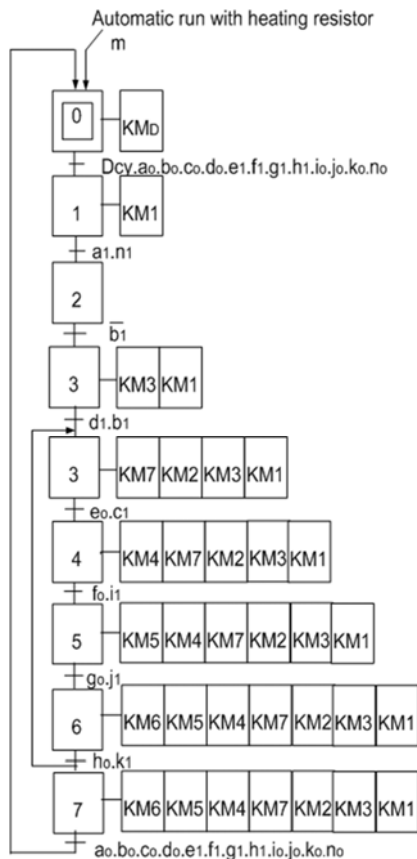 Automatic run with heating resistor
m
0 KMD
Dcy.a0.b0.c0.d0.e1.f1.g1.h1.i0.j0.k0.n0
1 KM1
a1.n1
2
b̅1
3 KM3 KM1
d1.b1
3 KM7 KM2 KM3 KM1
e0.c1
4 KM4 KM7 KM2 KM3 KM1
f0.i1
5 KM5 KM4 KM7 KM2 KM3 KM1
g0.j1
6 KM6 KM5 KM4 KM7 KM2 KM3 KM1
h0.k1
7 KM6 KM5 KM4 KM7 KM2 KM3 KM1
a0.b0.c0.d0.e1.f1.g1.h1.i0.j0.k0.n0